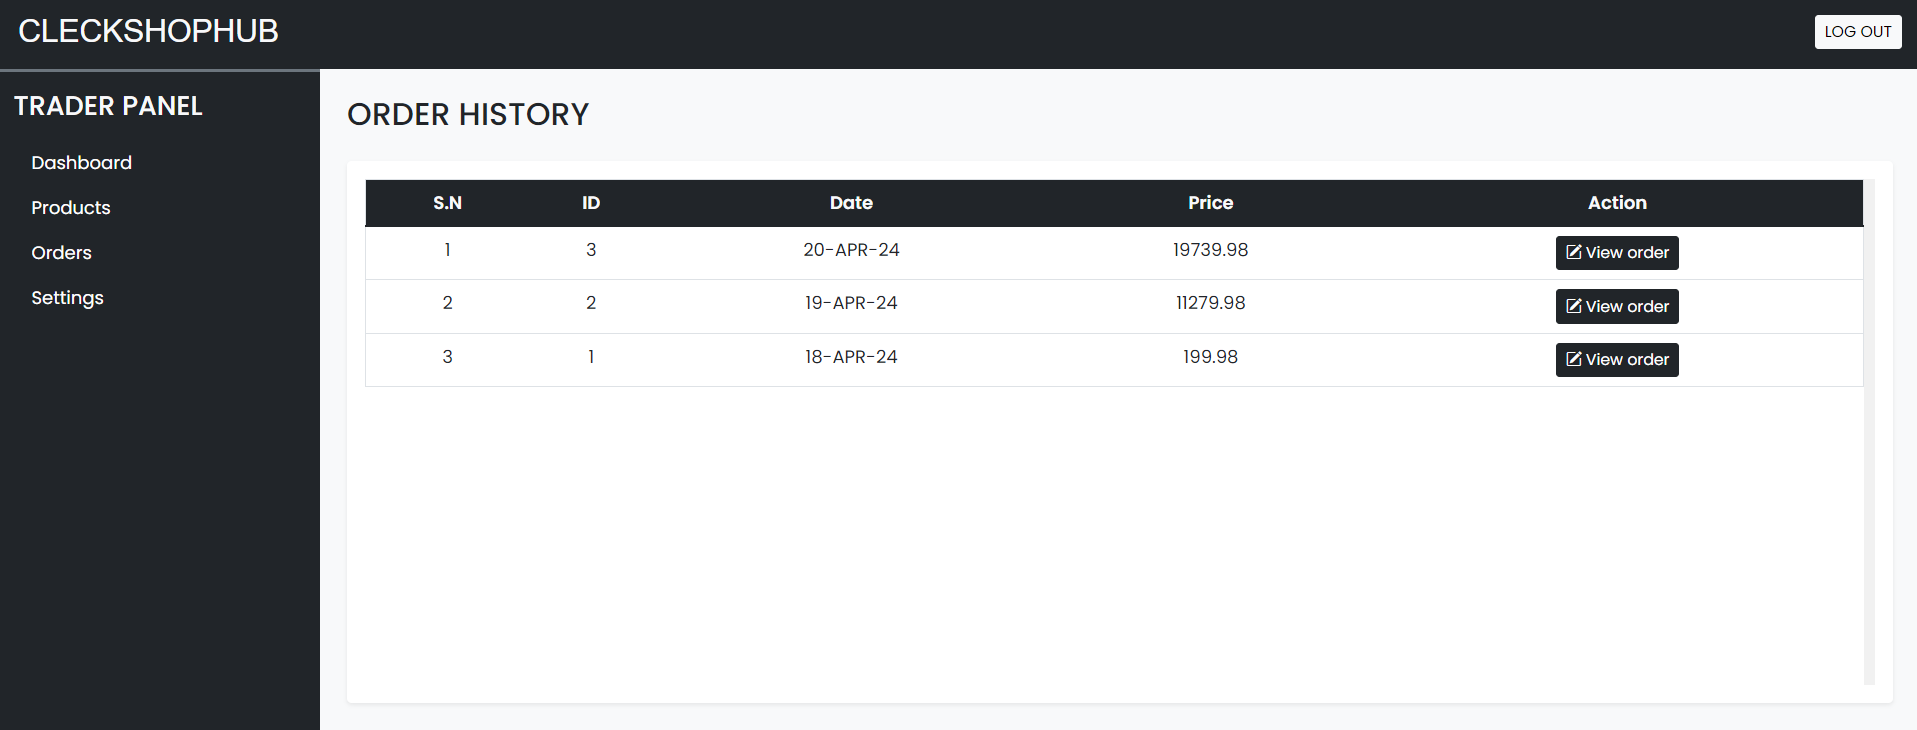 CLECKSHOPHUB
LOG OUT
TRADER PANEL
Dashboard
Products
Orders
Settings
ORDER HISTORY
S.N ID Date Price Action
1 3 20-APR-24 19739.98 View order
2 2 19-APR-24 11279.98 View order
3 1 18-APR-24 199.98 View order